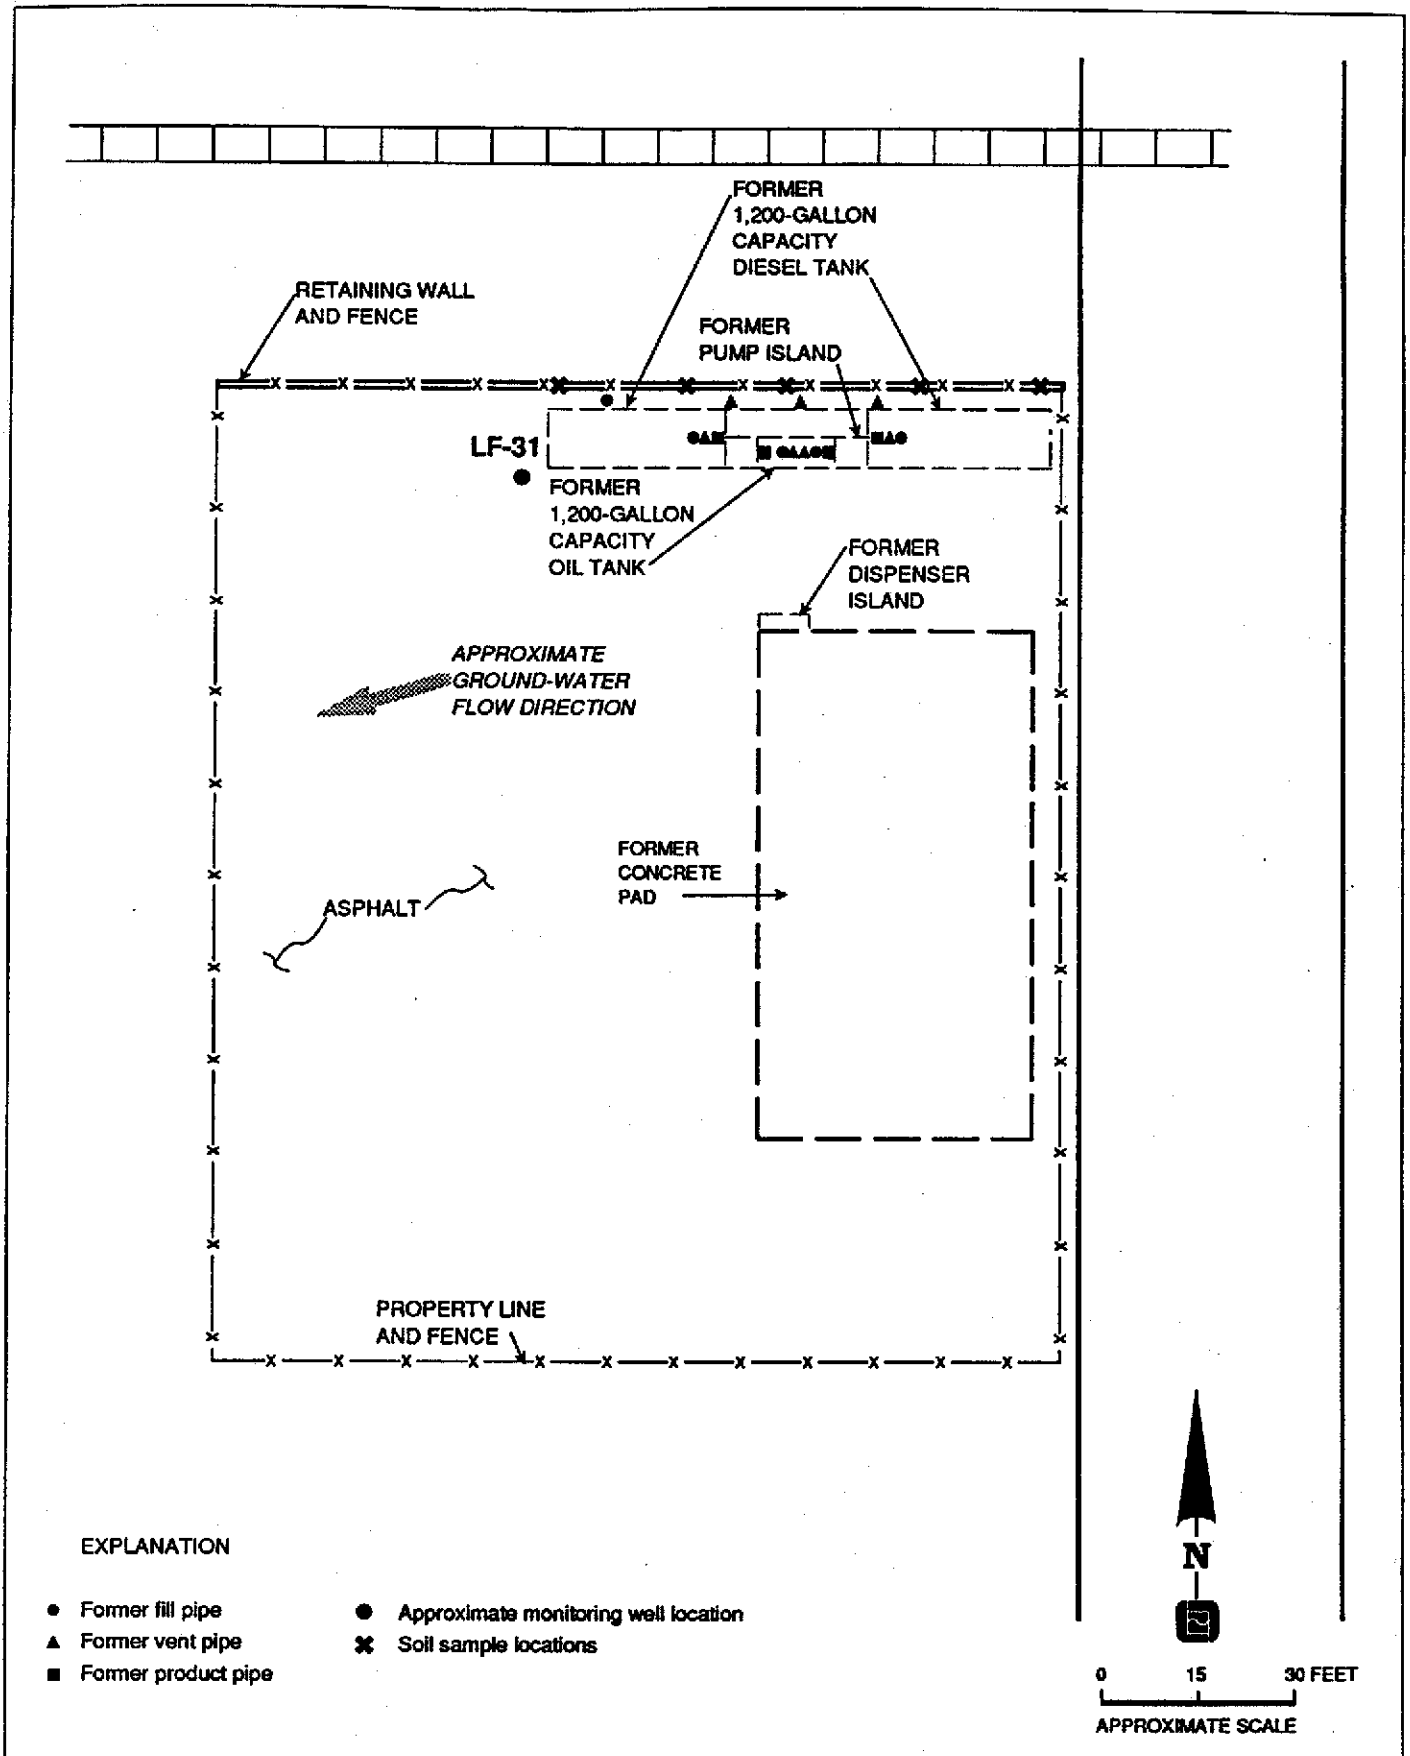 FORMER
1,200-GALLON
CAPACITY
DIESEL TANK
RETAINING WALL
AND FENCE
FORMER
PUMP ISLAND
LF-31
FORMER
1,200-GALLON
CAPACITY
OIL TANK
FORMER
DISPENSER
ISLAND
APPROXIMATE
GROUND-WATER
FLOW DIRECTION
FORMER
CONCRETE
PAD
ASPHALT
PROPERTY LINE
AND FENCE
N
EXPLANATION
Former fill pipe
Former vent pipe
Former product pipe
Approximate monitoring well location
Soil sample locations
0 15 30 FEET
APPROXIMATE SCALE